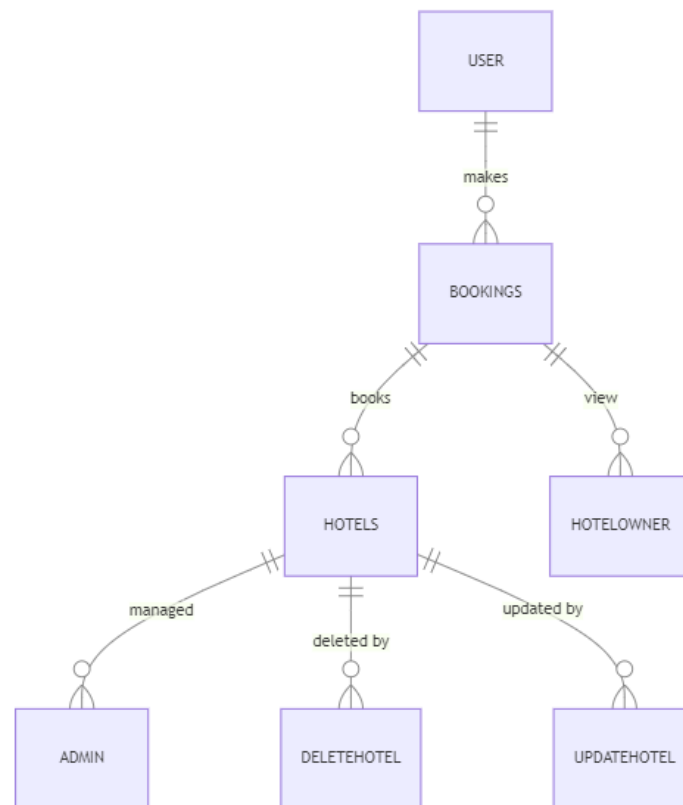 USER
makes
BOOKINGS
books
view
HOTELS
HOTELOWNER
managed
deleted by
updated by
ADMIN
DELETEHOTEL
UPDATEHOTEL